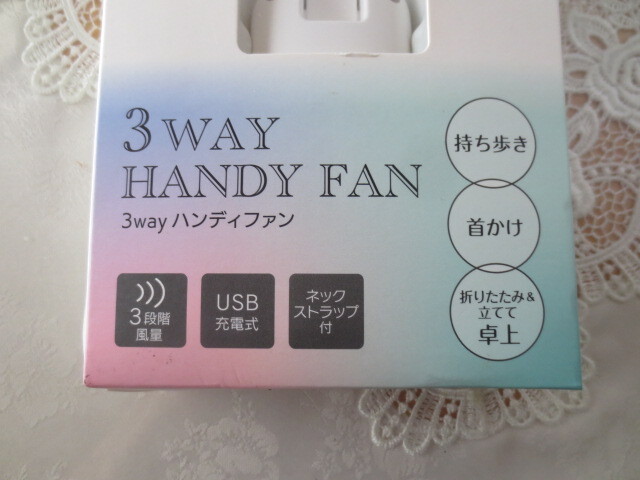 3 WAY
HANDY FAN
3way ハンディファン
3段階
風量
USB
充電式
ネック
ストラップ
付
持ち歩き
首かけ
折りたたみ&
立てて
卓上